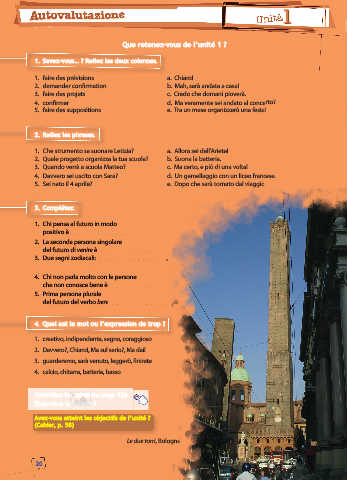 Autovalutazione
unità 1
Que retenez-vous de l'unité 1 ?
1. Savez-vous... ? Reliez les deux colonnes.
1. faire des prévisions
2. demander confirmation
3. faire des projets
4. confirmer
5. faire des suppositions
a. Chiaro!
b. Mah, sarà andata a casa!
c. Credo che domani pioverà.
d. Ma veramente sei andato al concerto?
e. Tra un mese organizzerò una festa!
2. Reliez les phrases.
1. Che strumento sa suonare Letizia?
2. Quale progetto organizza la tua scuola?
3. Quando verrà a scuola Matteo?
4. Davvero sei uscito con Sara?
5. Sei nato il 4 aprile?
a. Allora sei dell'Ariete!
b. Suona la batteria.
c. Ma certo, e più di una volta!
d. Un gemellaggio con un liceo francese.
e. Dopo che sarà tornato dal viaggio
3. Complétez.
1. Chi pensa al futuro in modo
positivo è
2. La seconda persona singolare
del futuro di venire è
3. Due segni zodiacali:
4. Chi non parla molto con le persone
che non conosce bene è
5. Prima persona plurale
del futuro del verbo bere
4. Quel est le mot ou l'expression de trop ?
1. creativo, indipendente, segno, coraggioso
2. Davvero?, Chiaro!, Ma sul serio?, Ma dai!
3. guarderemo, sarà venuto, leggerò, finirete
4. calcio, chitarra, batteria, basso
Avez-vous atteint les objectifs de l'unité ?
(Cahier, p. 98)
Le due torri, Bologna
30